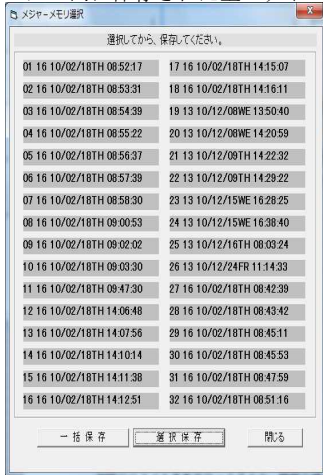 メジャーメモリ選択
選択してから、保存してください。
01 16 10/02/18TH 08:52:17
02 16 10/02/18TH 08:53:31
03 16 10/02/18TH 08:54:39
04 16 10/02/18TH 08:55:22
05 16 10/02/18TH 08:56:37
06 16 10/02/18TH 08:57:39
07 16 10/02/18TH 08:58:30
08 16 10/02/18TH 09:00:53
09 16 10/02/18TH 09:02:02
10 16 10/02/18TH 09:03:30
11 16 10/02/18TH 09:47:30
12 16 10/02/18TH 14:06:48
13 16 10/02/18TH 14:07:56
14 16 10/02/18TH 14:10:14
15 16 10/02/18TH 14:11:38
16 16 10/02/18TH 14:12:51
17 16 10/02/18TH 14:15:07
18 16 10/02/18TH 14:16:11
19 13 10/12/08WE 13:50:40
20 13 10/12/08WE 14:20:59
21 13 10/12/09TH 14:22:32
22 13 10/12/09TH 14:29:22
23 13 10/12/15WE 16:28:25
24 13 10/12/15WE 16:38:40
25 13 10/12/16TH 08:03:24
26 13 10/12/24FR 11:14:33
27 16 10/02/18TH 08:42:39
28 16 10/02/18TH 08:43:42
29 16 10/02/18TH 08:45:11
30 16 10/02/18TH 08:45:53
31 16 10/02/18TH 08:47:59
32 16 10/02/18TH 08:51:16
一 括 保 存
選 択 保 存
閉じる